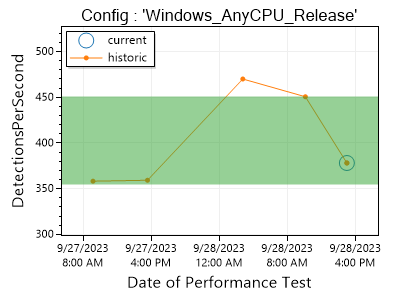 Config : 'Windows_AnyCPU_Release'
current
historic
DetectionsPerSecond
500
450
400
350
300
9/27/2023 9/27/2023 9/28/2023 9/28/2023 9/28/2023
8:00 AM 4:00 PM 12:00 AM 8:00 AM 4:00 PM
Date of Performance Test